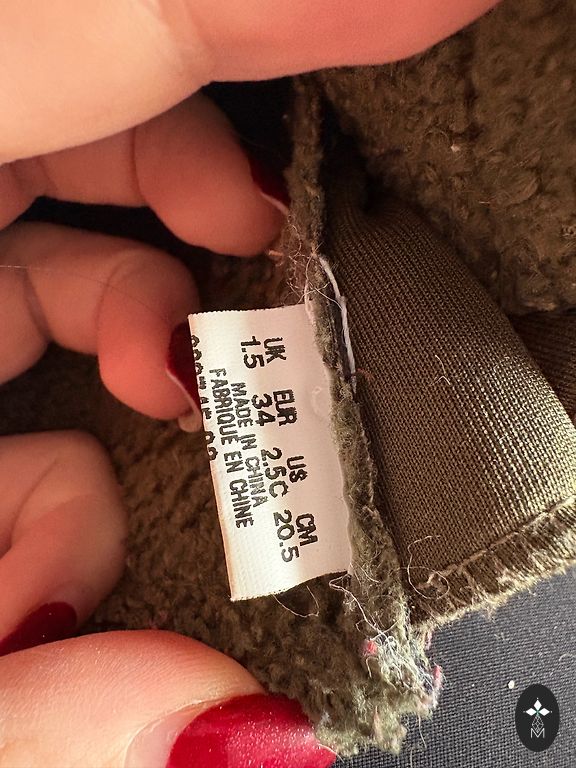 UK EUR US CM
1.5 34 2.5C 20.5
MADE IN CHINA
FABRIQUE EN CHINE
M